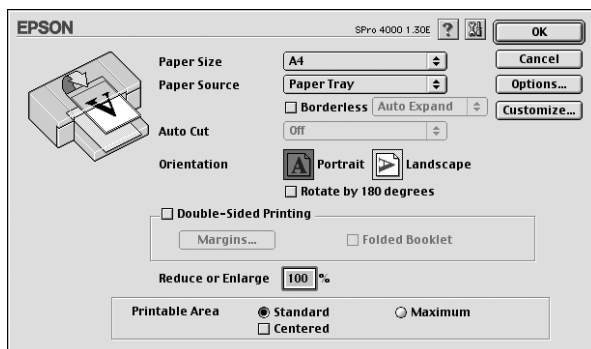 EPSON SPro 4000 1.30E ? OK
Paper Size A4 Cancel
Paper Source Paper Tray Options...
Borderless Auto Expand Customize...
Auto Cut Off
Orientation A Portrait A Landscape
Rotate by 180 degrees
Double-Sided Printing
Margins... Folded Booklet
Reduce or Enlarge 100 %
Printable Area Standard Maximum
Centered